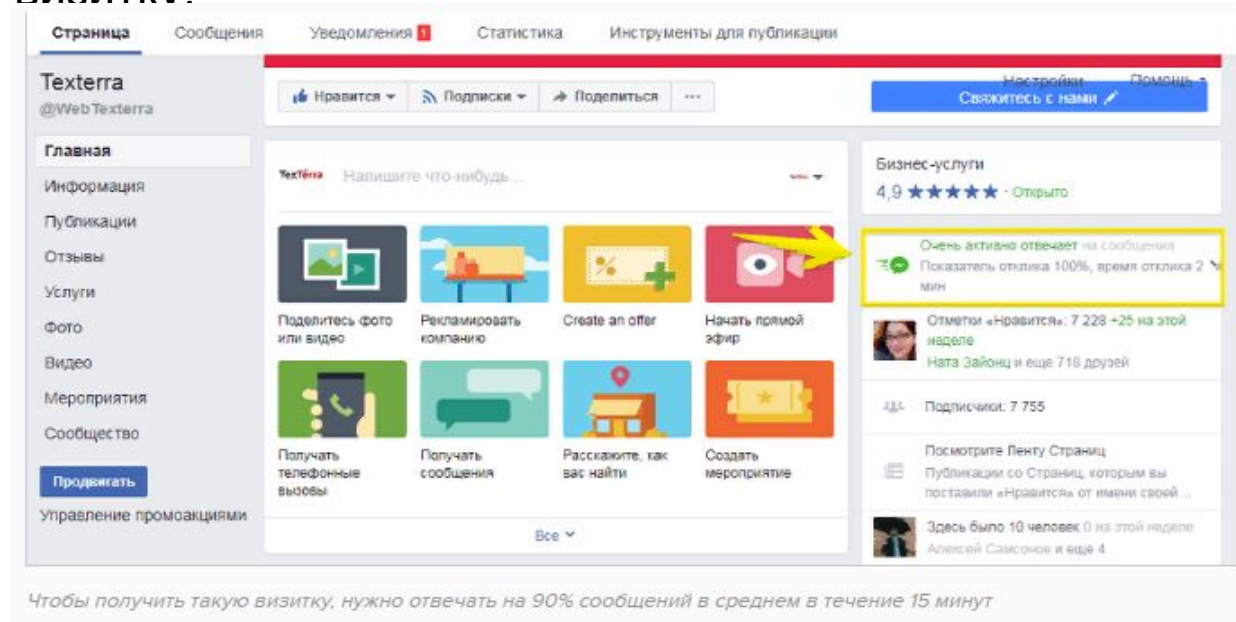 визитку:
Страница Сообщения Уведомления 1 Статистика Инструменты для публикации
Настройки Помощь
Texterra
@WebTexterra
Нравится Подписки Поделиться ...
Свяжитесь с нами
Главная
Информация
Публикации
Отзывы
Услуги
Фото
Видео
Мероприятия
Сообщество
Продвигать
Управление промоакциями
TexTerra Напишите что-нибудь...
Поделитесь фото
или видео
Рекламировать
компанию
Create an offer
Начать прямой
эфир
Получать
телефонные
вызовы
Получать
сообщения
Расскажите, как
вас найти
Создать
мероприятие
Все
Бизнес-услуги
4,9 ★★★★★ · Открыто
Очень активно отвечает на сообщения
Показатель отклика 100%, время отклика 2
мин
Отметки «Нравится»: 7 228 +25 на этой
неделе
Ната Зайонц и еще 718 друзей
Подписчики: 7 755
Посмотрите Ленту Страниц
Публикации со Страниц, которым вы
поставили «Нравится» от имени своей...
Здесь было 10 человек 0 на этой неделе
Алексей Самсонов и еще 4
Чтобы получить такую визитку, нужно отвечать на 90% сообщений в среднем в течение 15 минут